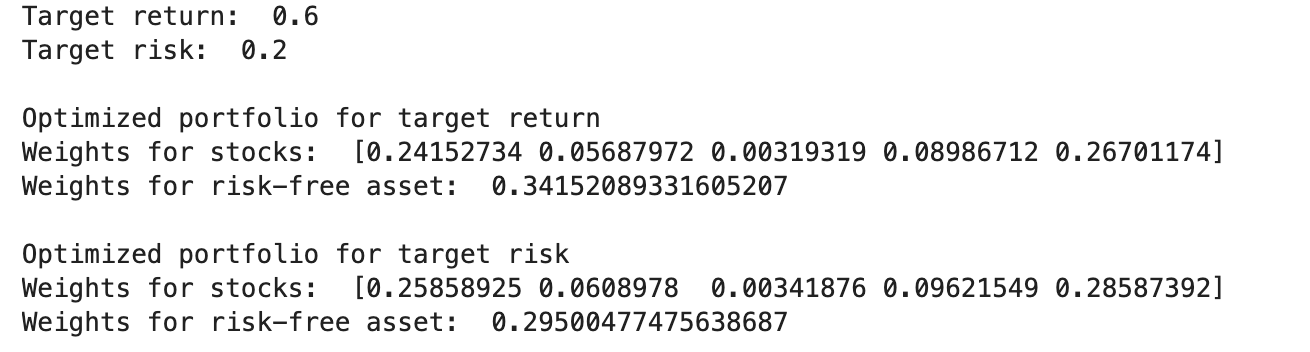 Target return:  0.6
Target risk:  0.2
Optimized portfolio for target return
Weights for stocks:  [0.24152734 0.05687972 0.00319319 0.08986712 0.26701174]
Weights for risk-free asset:  0.34152089331605207
Optimized portfolio for target risk
Weights for stocks:  [0.25858925 0.0608978  0.00341876 0.09621549 0.28587392]
Weights for risk-free asset:  0.29500477475638687